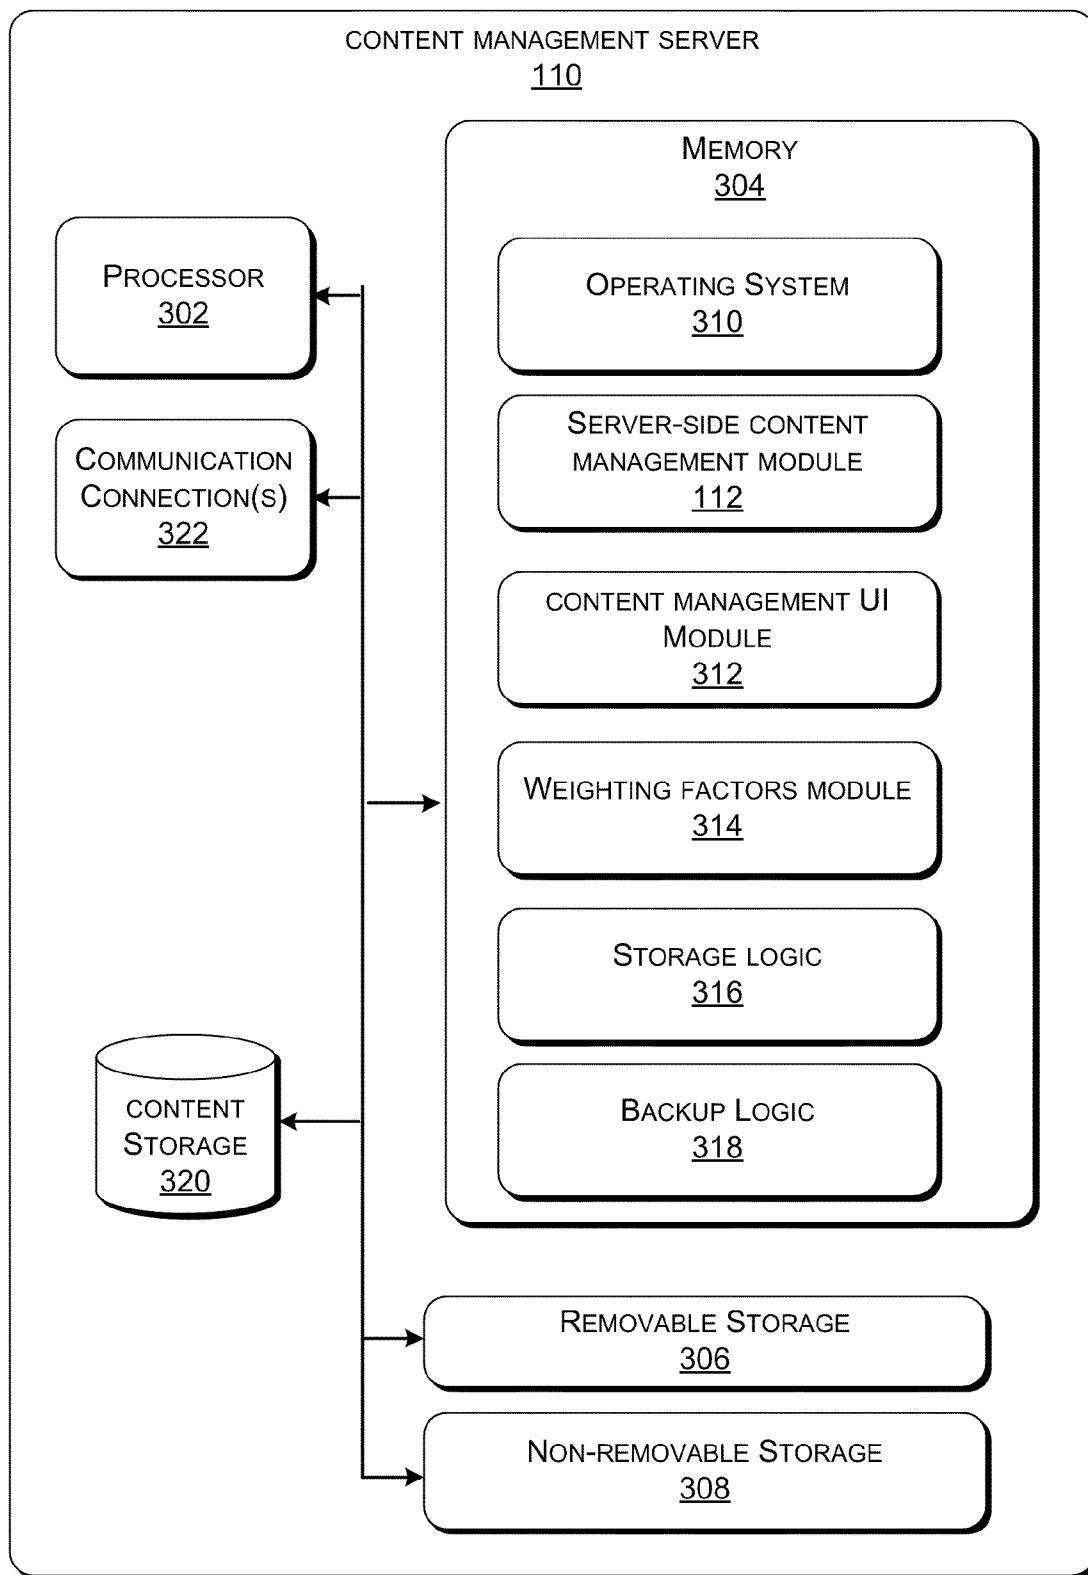 CONTENT MANAGEMENT SERVER
110
MEMORY
304
PROCESSOR
302
COMMUNICATION
CONNECTION(S)
322
OPERATING SYSTEM
310
SERVER-SIDE CONTENT
MANAGEMENT MODULE
112
CONTENT MANAGEMENT UI
MODULE
312
WEIGHTING FACTORS MODULE
314
STORAGE LOGIC
316
BACKUP LOGIC
318
CONTENT
STORAGE
320
REMOVABLE STORAGE
306
NON-REMOVABLE STORAGE
308